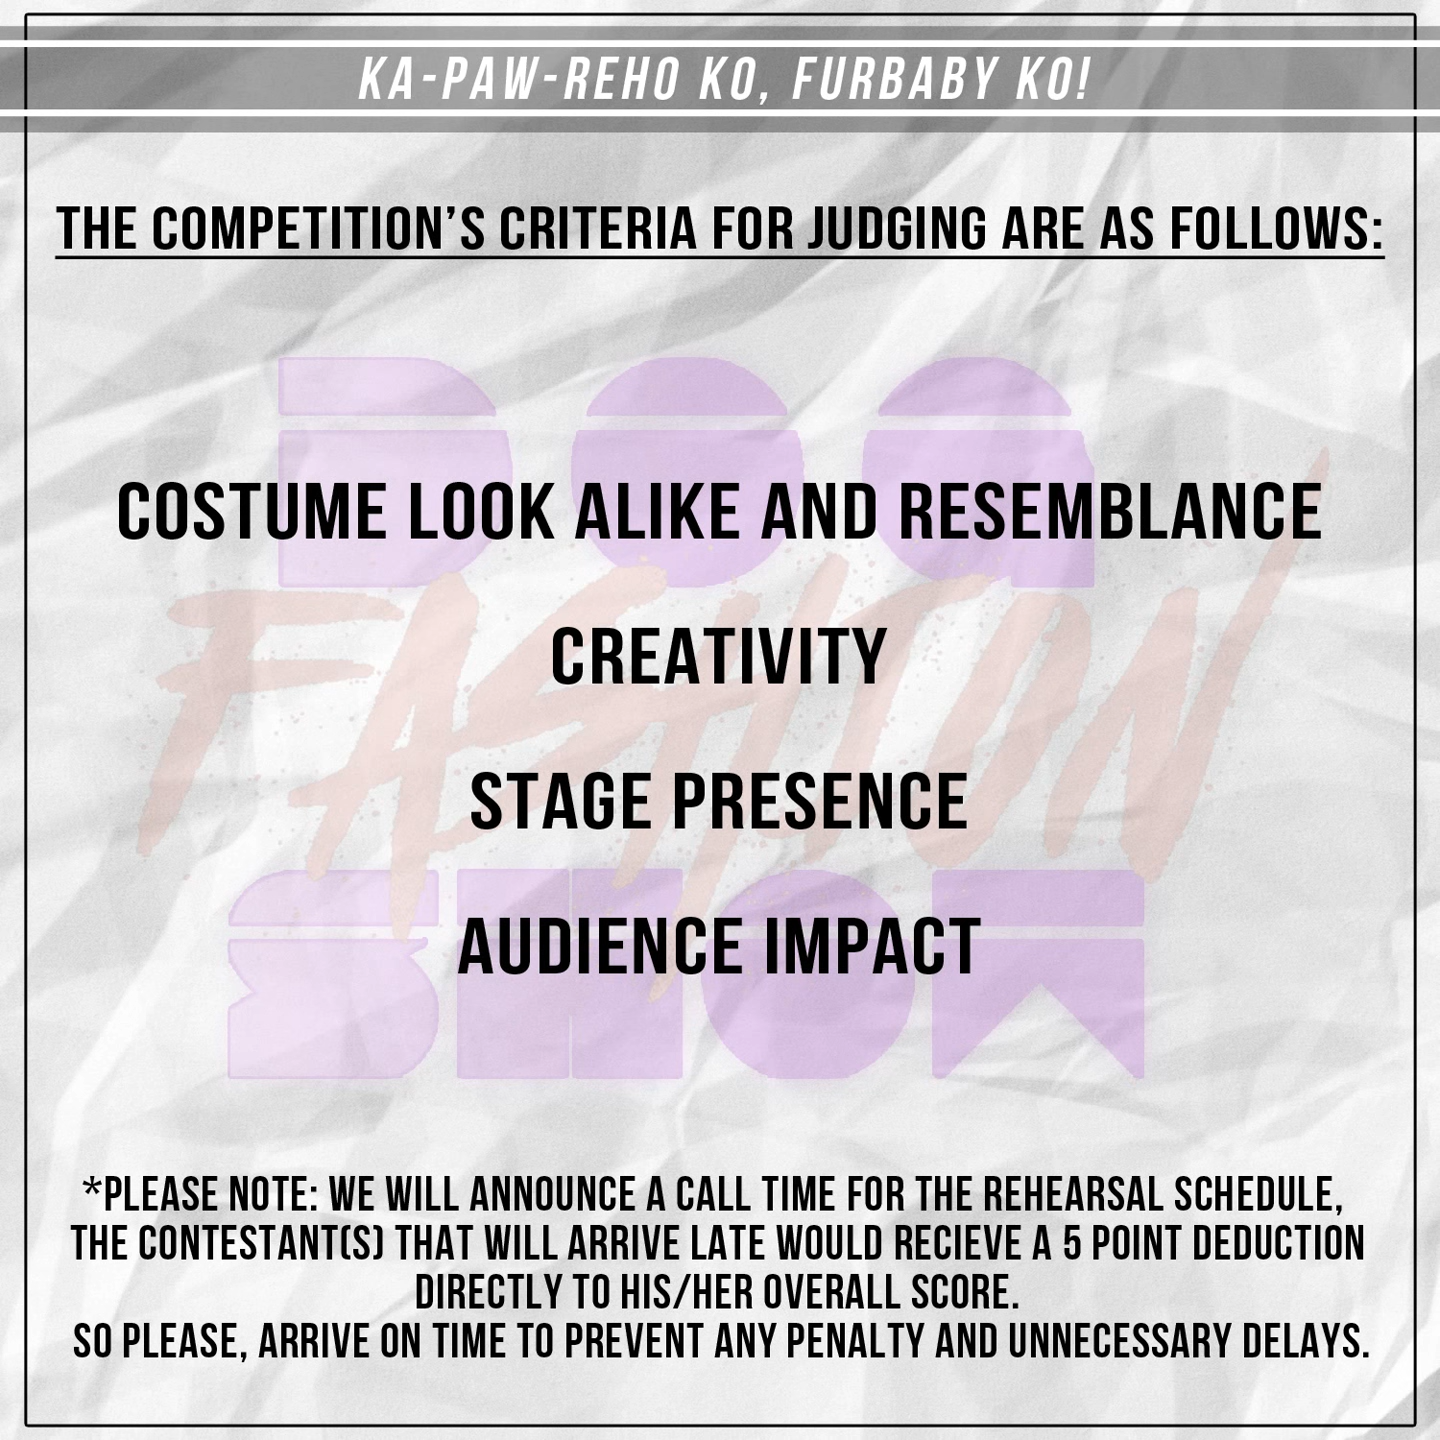 KA-PAW-REHO KO, FURBABY KO!
THE COMPETITION'S CRITERIA FOR JUDGING ARE AS FOLLOWS:
DOG
COSTUME LOOK ALIKE AND RESEMBLANCE
FASHION
CREATIVITY
STAGE PRESENCE
SHOW
AUDIENCE IMPACT
*PLEASE NOTE: WE WILL ANNOUNCE A CALL TIME FOR THE REHEARSAL SCHEDULE,
THE CONTESTANT(S) THAT WILL ARRIVE LATE WOULD RECIEVE A 5 POINT DEDUCTION
DIRECTLY TO HIS/HER OVERALL SCORE.
SO PLEASE, ARRIVE ON TIME TO PREVENT ANY PENALTY AND UNNECESSARY DELAYS.